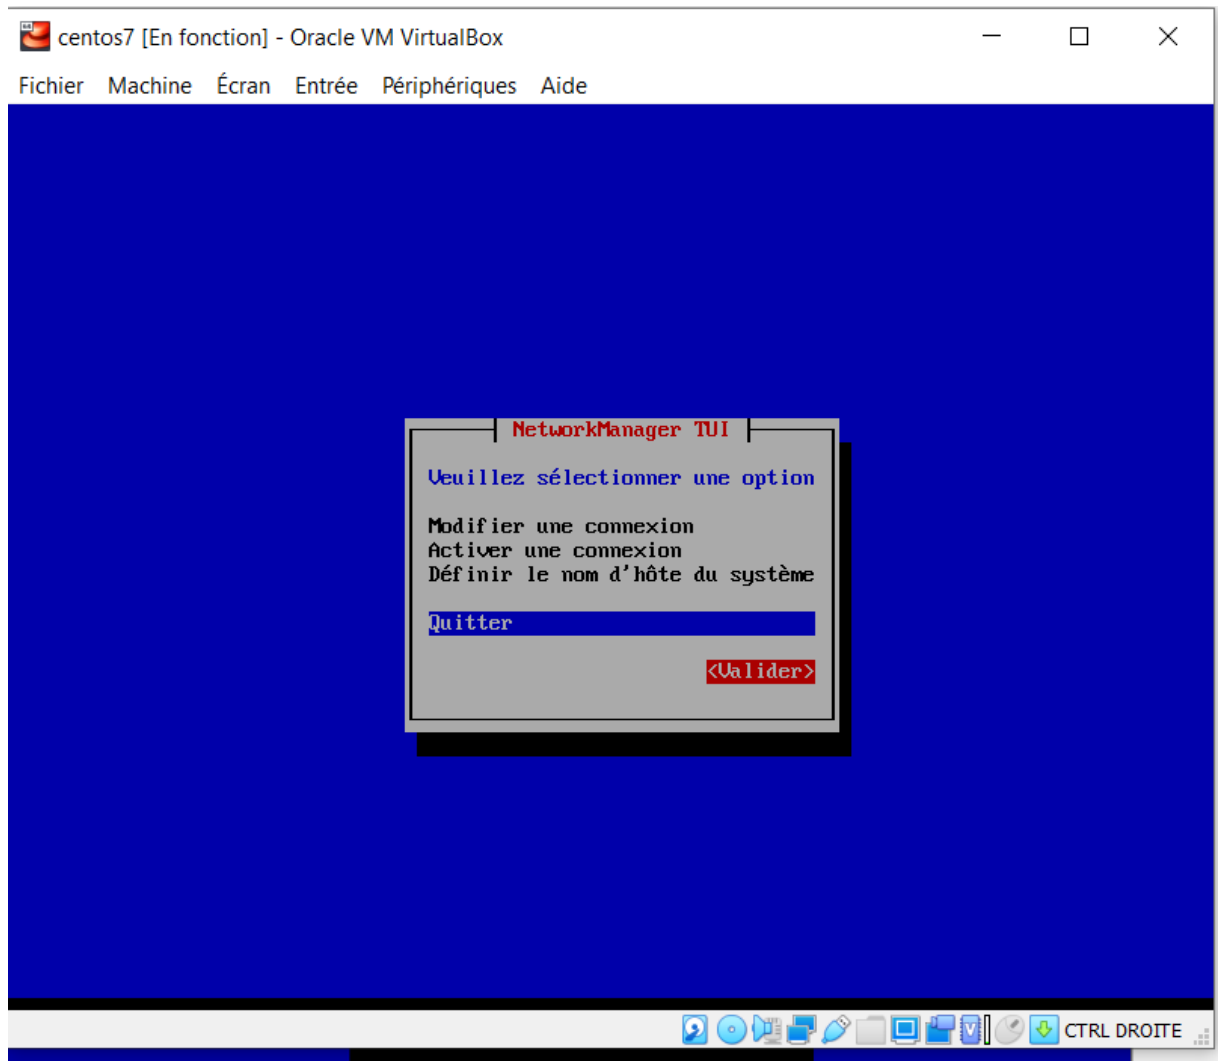 centos7 [En fonction] - Oracle VM VirtualBox
Fichier Machine Écran Entrée Périphériques Aide
NetworkManager TUI
Veuillez sélectionner une option
Modifier une connexion
Activer une connexion
Définir le nom d'hôte du système
Quitter
<Valider>
CTRL DROITE